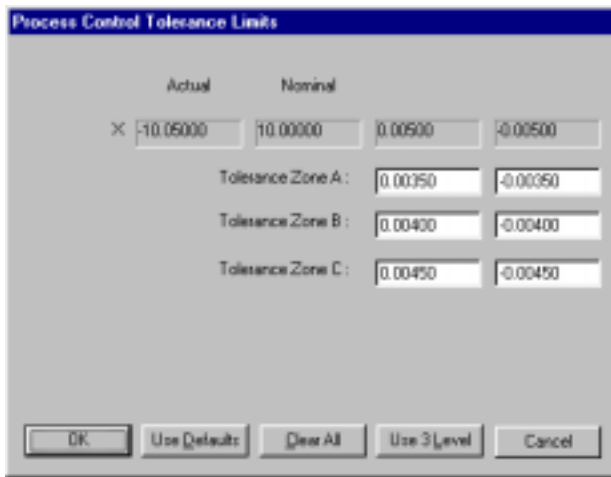 Process Control Tolerance Limits
Actual Nominal
X -10.05000 10.00000 0.00500 -0.00500
Tolerance Zone A : 0.00350 -0.00350
Tolerance Zone B : 0.00400 -0.00400
Tolerance Zone C : 0.00450 -0.00450
OK Use Defaults Clear All Use 3 Level Cancel